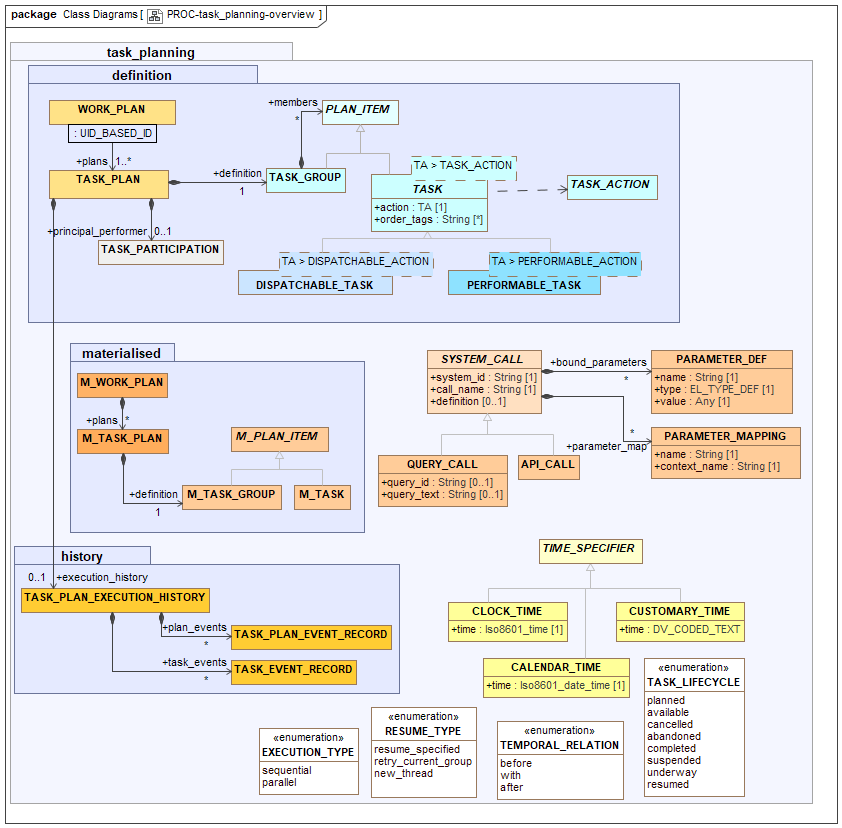 package Class Diagrams [ PROC-task_planning-overview ]
task_planning
definition
WORK_PLAN
: UID_BASED_ID
+plans 1..*
TASK_PLAN
+definition
1
+principal_performer 0..1
TASK_PARTICIPATION
+members
*
PLAN_ITEM
TASK_GROUP
TA > TASK_ACTION
TASK
+action : TA [1]
+order_tags : String [*]
TASK_ACTION
TA > DISPATCHABLE_ACTION
DISPATCHABLE_TASK
TA > PERFORMABLE_ACTION
PERFORMABLE_TASK
materialised
M_WORK_PLAN
+plans *
M_TASK_PLAN
+definition
1
M_PLAN_ITEM
M_TASK_GROUP
M_TASK
SYSTEM_CALL
+system_id : String [1]
+call_name : String [1]
+definition [0..1]
+bound_parameters
*
PARAMETER_DEF
+name : String [1]
+type : EL_TYPE_DEF [1]
+value : Any [1]
*
+parameter_map
PARAMETER_MAPPING
+name : String [1]
+context_name : String [1]
QUERY_CALL
+query_id : String [0..1]
+query_text : String [0..1]
API_CALL
history
0..1 +execution_history
TASK_PLAN_EXECUTION_HISTORY
+plan_events
*
TASK_PLAN_EVENT_RECORD
+task_events
*
TASK_EVENT_RECORD
TIME_SPECIFIER
CLOCK_TIME
+time : Iso8601_time [1]
CUSTOMARY_TIME
+time : DV_CODED_TEXT
CALENDAR_TIME
+time : Iso8601_date_time [1]
«enumeration»
TASK_LIFECYCLE
planned
available
cancelled
abandoned
completed
suspended
underway
resumed
«enumeration»
EXECUTION_TYPE
sequential
parallel
«enumeration»
RESUME_TYPE
resume_specified
retry_current_group
new_thread
«enumeration»
TEMPORAL_RELATION
before
with
after